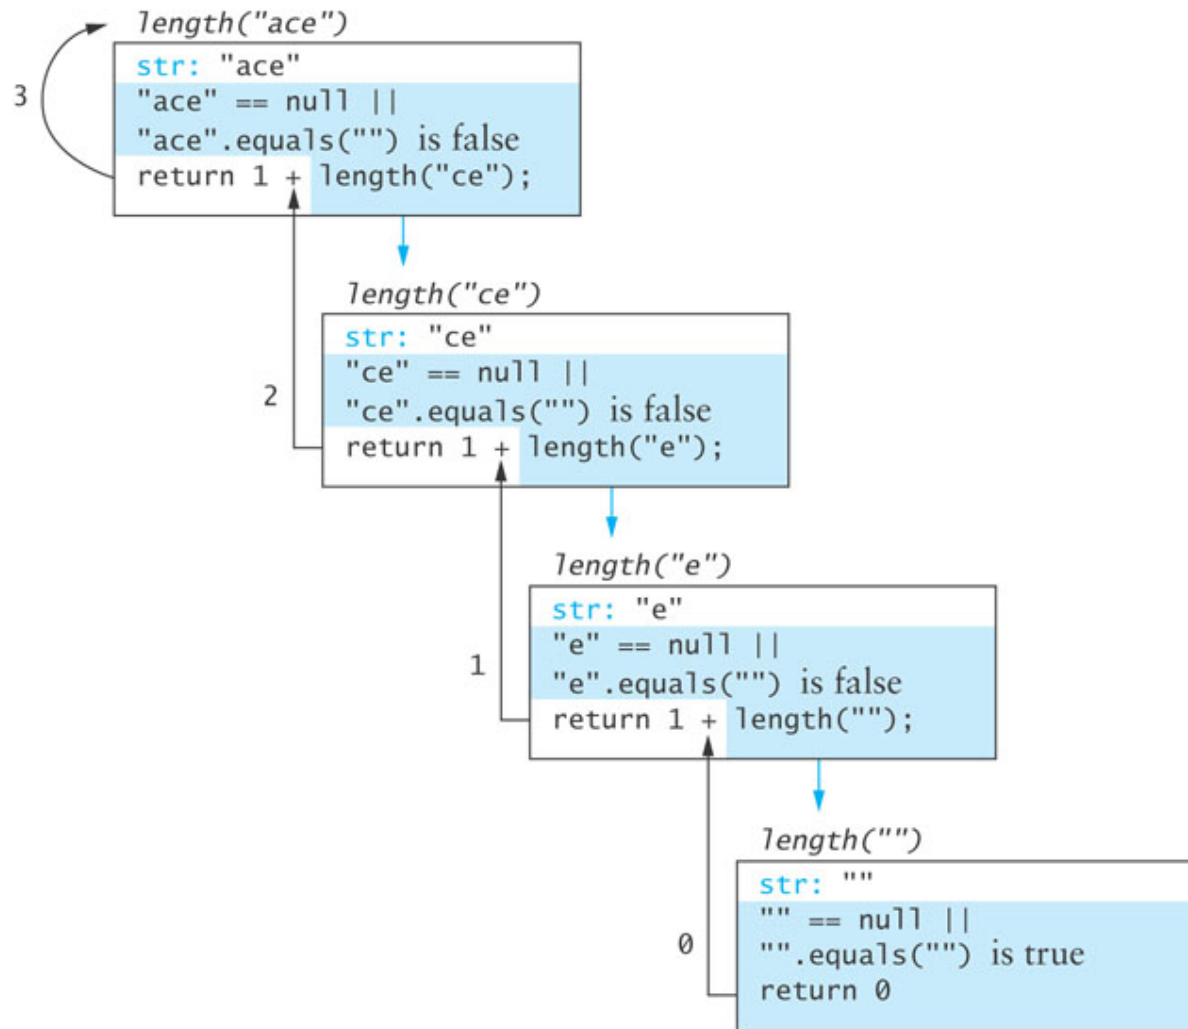 length("ace")
str: "ace"
3
"ace" == null ||
"ace".equals("") is false
return 1 + length("ce");
length("ce")
str: "ce"
"ce" == null ||
2
"ce".equals("") is false
return 1 + length("e");
length("e")
str: "e"
"e" == null ||
1
"e".equals("") is false
return 1 + length("");
length("")
str: ""
"" == null ||
0
"".equals("") is true
return 0